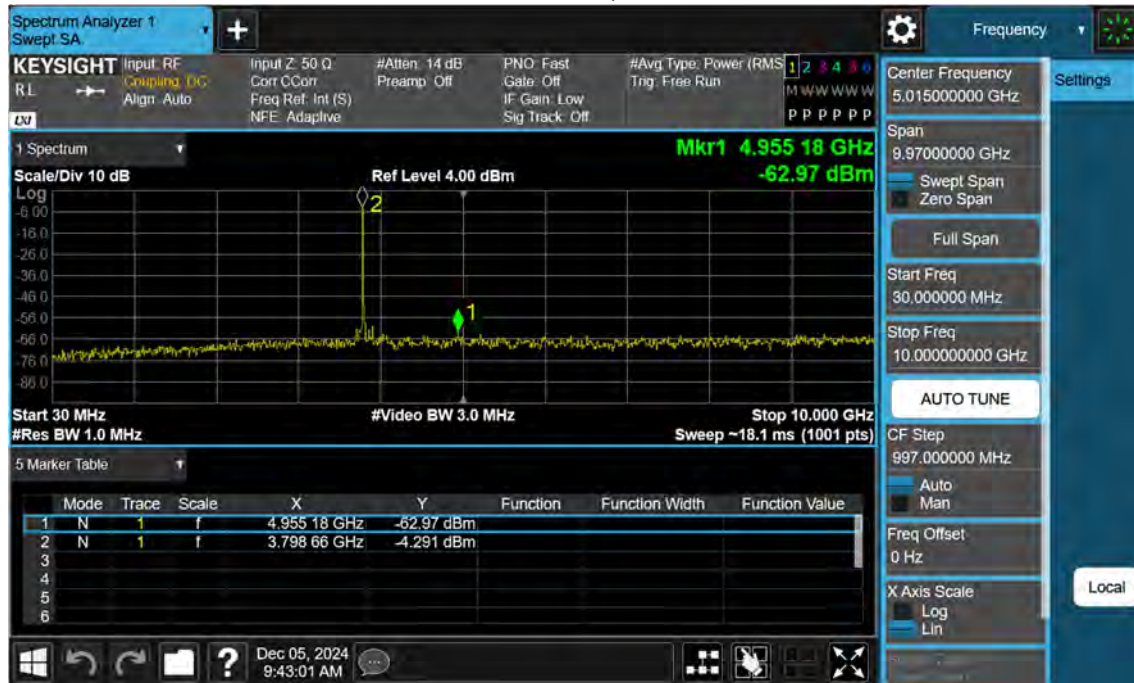 Spectrum Analyzer 1
Swept SA
Frequency
KEYSIGHT
RL
LXI
Input: RF
Coupling: DC
Align: Auto
Input Z: 50 Ω
Corr CCorr
Freq Ref: Int (S)
NFE: Adaptive
#Atten: 14 dB
Preamp: Off
PNO: Fast
Gate: Off
IF Gain: Low
Sig Track: Off
#Avg Type: Power (RMS
Trig: Free Run
1 2 3 4 5 6
M W W W W W
P P P P P P
1 Spectrum
Scale/Div 10 dB
Ref Level 4.00 dBm
Mkr1 4.955 18 GHz
-62.97 dBm
Log
-6.00
-16.0
-26.0
-36.0
-46.0
-56.0
-66.0
-76.0
-86.0
2
1
Start 30 MHz
#Video BW 3.0 MHz
Stop 10.000 GHz
#Res BW 1.0 MHz
Sweep ~18.1 ms (1001 pts)
5 Marker Table
Mode Trace Scale X Y Function Function Width Function Value
1 N 1 f 4.955 18 GHz -62.97 dBm
2 N 1 f 3.798 66 GHz -4.291 dBm
3
4
5
6
?
Dec 05, 2024
9:43:01 AM
Center Frequency
5.015000000 GHz
Settings
Span
9.97000000 GHz
Swept Span
Zero Span
Full Span
Start Freq
30.000000 MHz
Stop Freq
10.000000000 GHz
AUTO TUNE
CF Step
997.000000 MHz
Auto
Man
Freq Offset
0 Hz
X Axis Scale
Log
Lin
Local